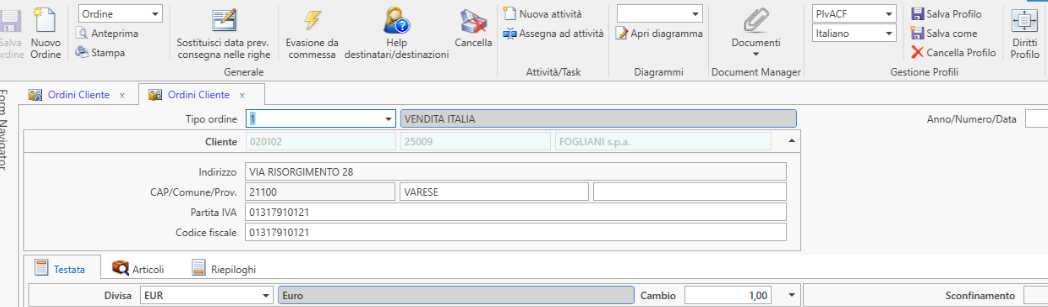 Ordine
Anteprima
Stampa
Salva Ordine
Nuovo Ordine
Sostituisci data prev. consegna nelle righe
Evasione da commessa
Help destinatari/destinazioni
Cancella
Generale
Nuova attività
Assegna ad attività
Attività/Task
Apri diagramma
Diagrammi
Documenti
Document Manager
PIvACF
Italiano
Salva Profilo
Salva come
Cancella Profilo
Gestione Profili
Diritti Profilo
Form Navigator
Ordini Cliente x
Ordini Cliente x
Tipo ordine 1 VENDITA ITALIA
Anno/Numero/Data
Cliente 020102 25009 FOGLIANI s.p.a.
Indirizzo VIA RISORGIMENTO 28
CAP/Comune/Prov. 21100 VARESE
Partita IVA 01317910121
Codice fiscale 01317910121
Testata Articoli Riepiloghi
Divisa EUR Euro Cambio 1,00 Sconfinamento